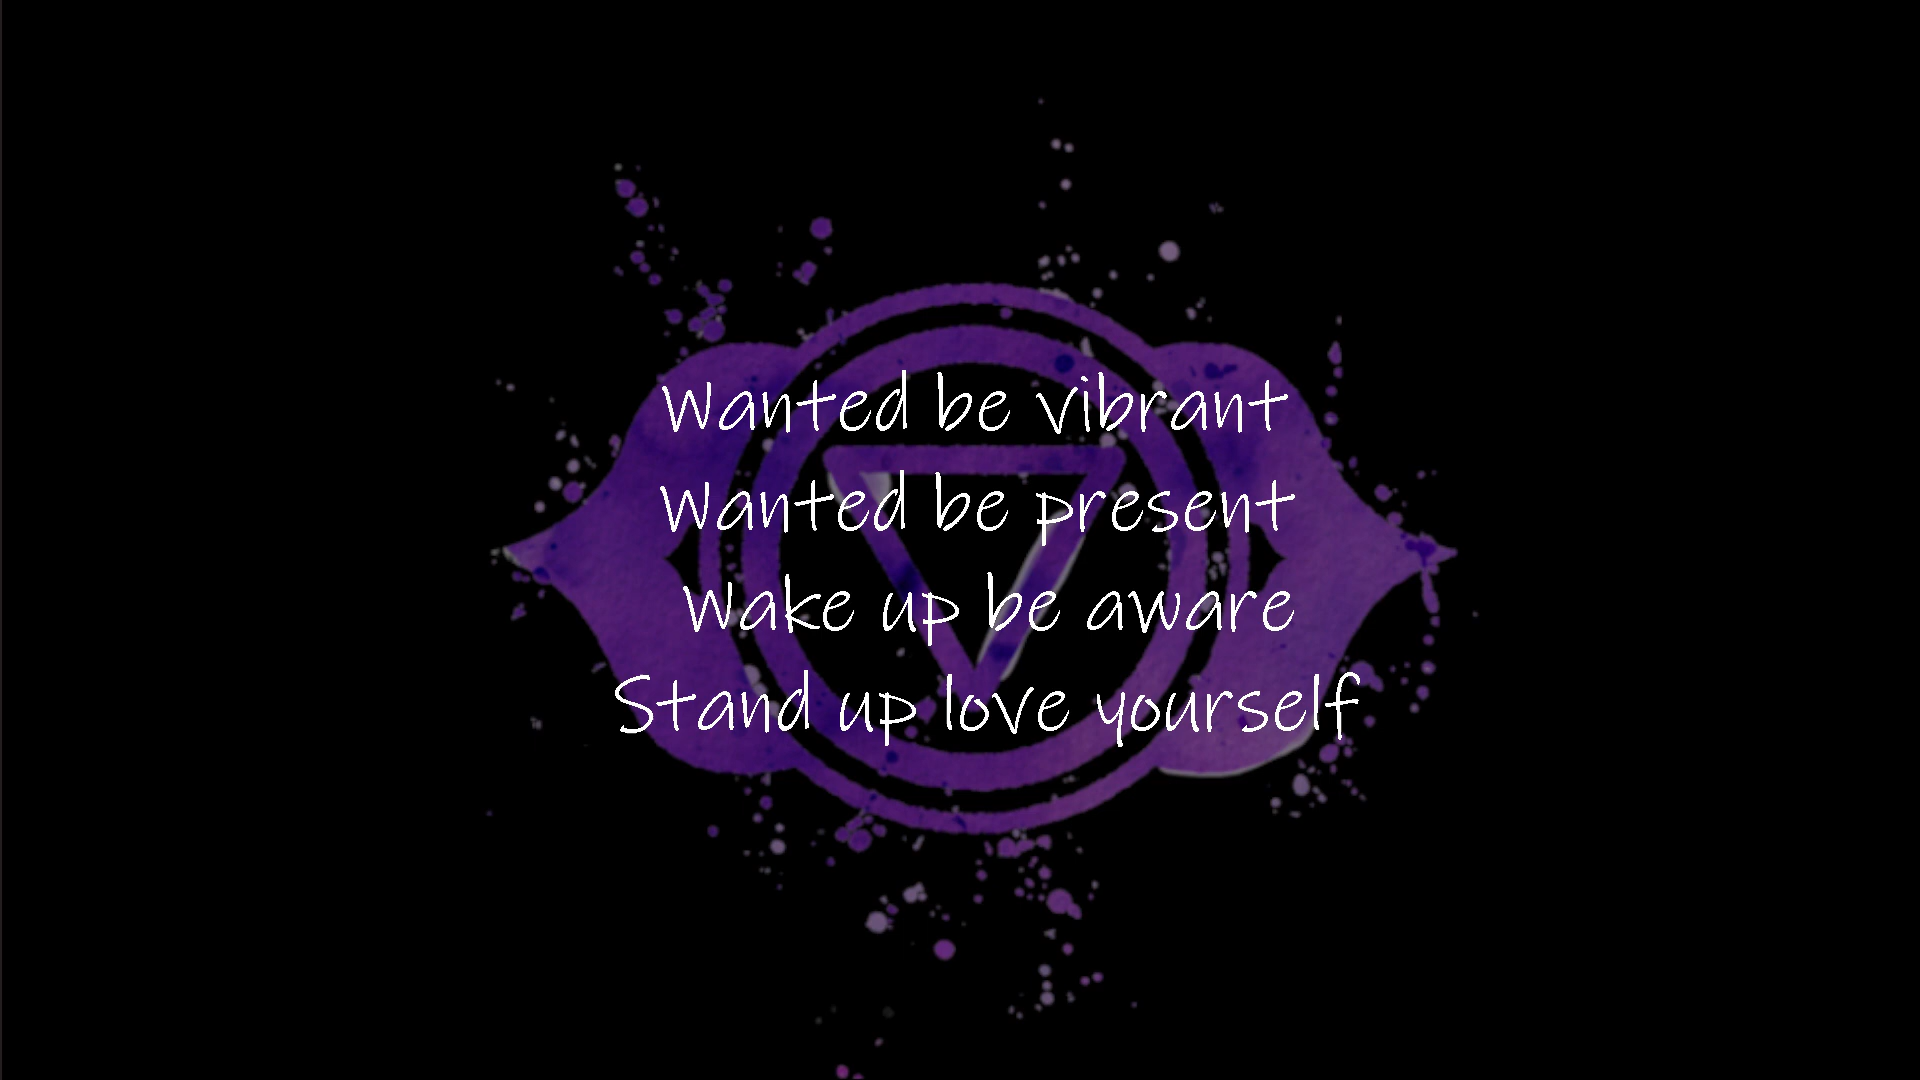 Wanted be vibrant
Wanted be present
Wake up be aware
Stand up love yourself